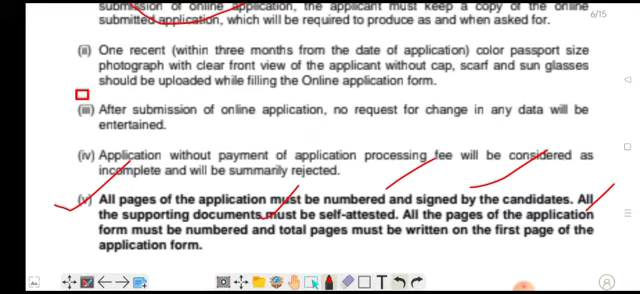 submission of online application, the applicant must keep a copy of the online
submitted application, which will be required to produce as and when asked for.
6/15
(ii) One recent (within three months from the date of application) color passport size
photograph with clear front view of the applicant without cap, scarf and sun glasses
should be uploaded while filling the Online application form.
(iii) After submission of online application, no request for change in any data will be
entertained.
(iv) Application without payment of application processing fee will be considered as
incomplete and will be summarily rejected.
(v) All pages of the application must be numbered and signed by the candidates. All
the supporting documents must be self-attested. All the pages of the application
form must be numbered and total pages must be written on the first page of the
application form.